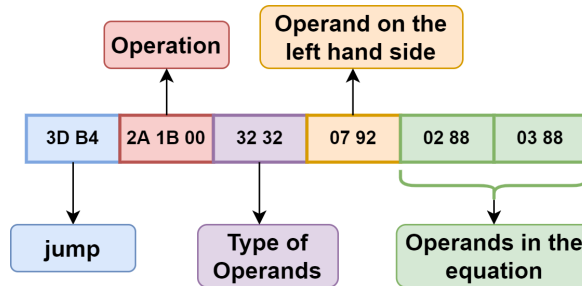 Operation
Operand on the
left hand side
3D B4
2A 1B 00
32 32
07 92
02 88
03 88
jump
Type of
Operands
Operands in the
equation